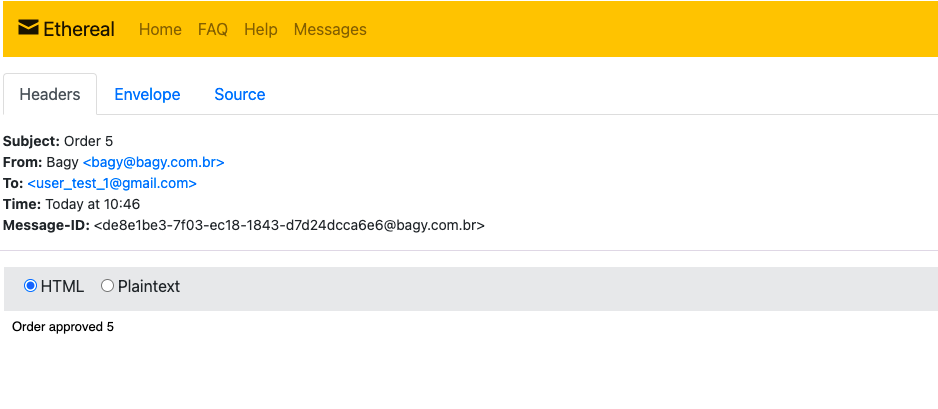 Ethereal Home FAQ Help Messages
Headers Envelope Source
Subject: Order 5
From: Bagy <bagy@bagy.com.br>
To: <user_test_1@gmail.com>
Time: Today at 10:46
Message-ID: <de8e1be3-7f03-ec18-1843-d7d24dcca6e6@bagy.com.br>
HTML Plaintext
Order approved 5